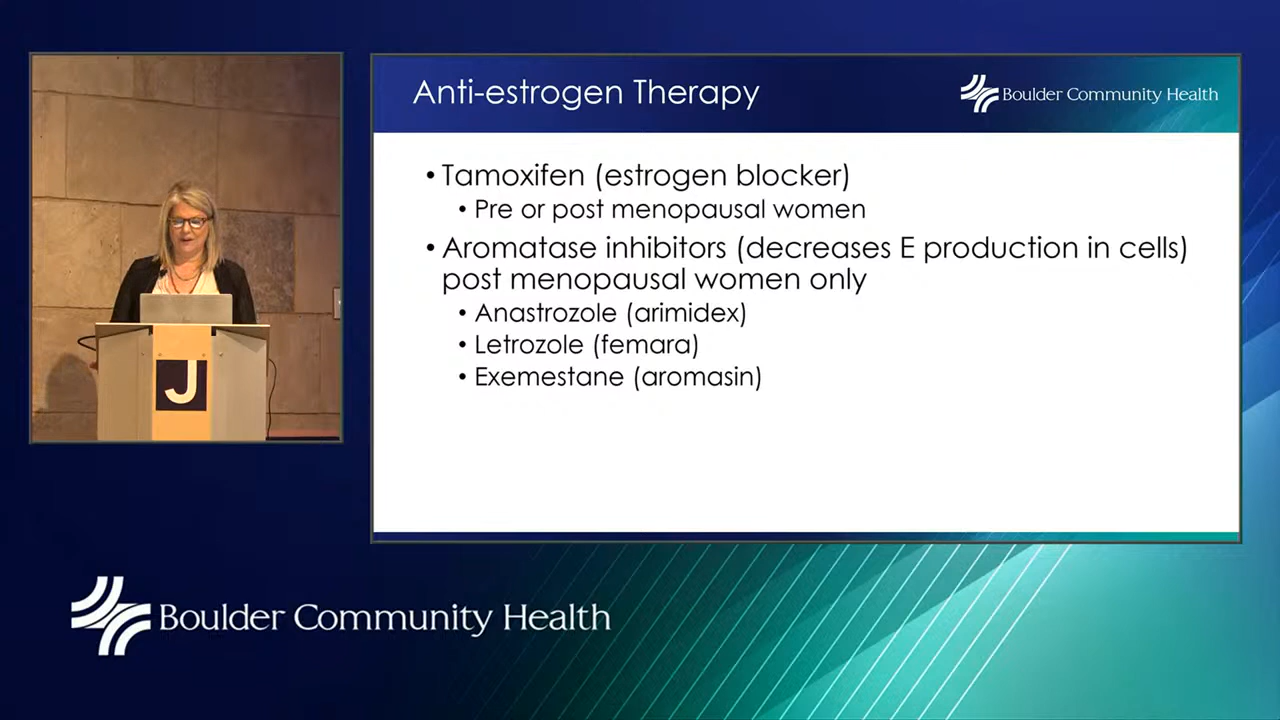 Anti-estrogen Therapy
Boulder Community Health
• Tamoxifen (estrogen blocker)
• Pre or post menopausal women
• Aromatase inhibitors (decreases E production in cells)
post menopausal women only
• Anastrozole (arimidex)
• Letrozole (femara)
• Exemestane (aromasin)
J
Boulder Community Health